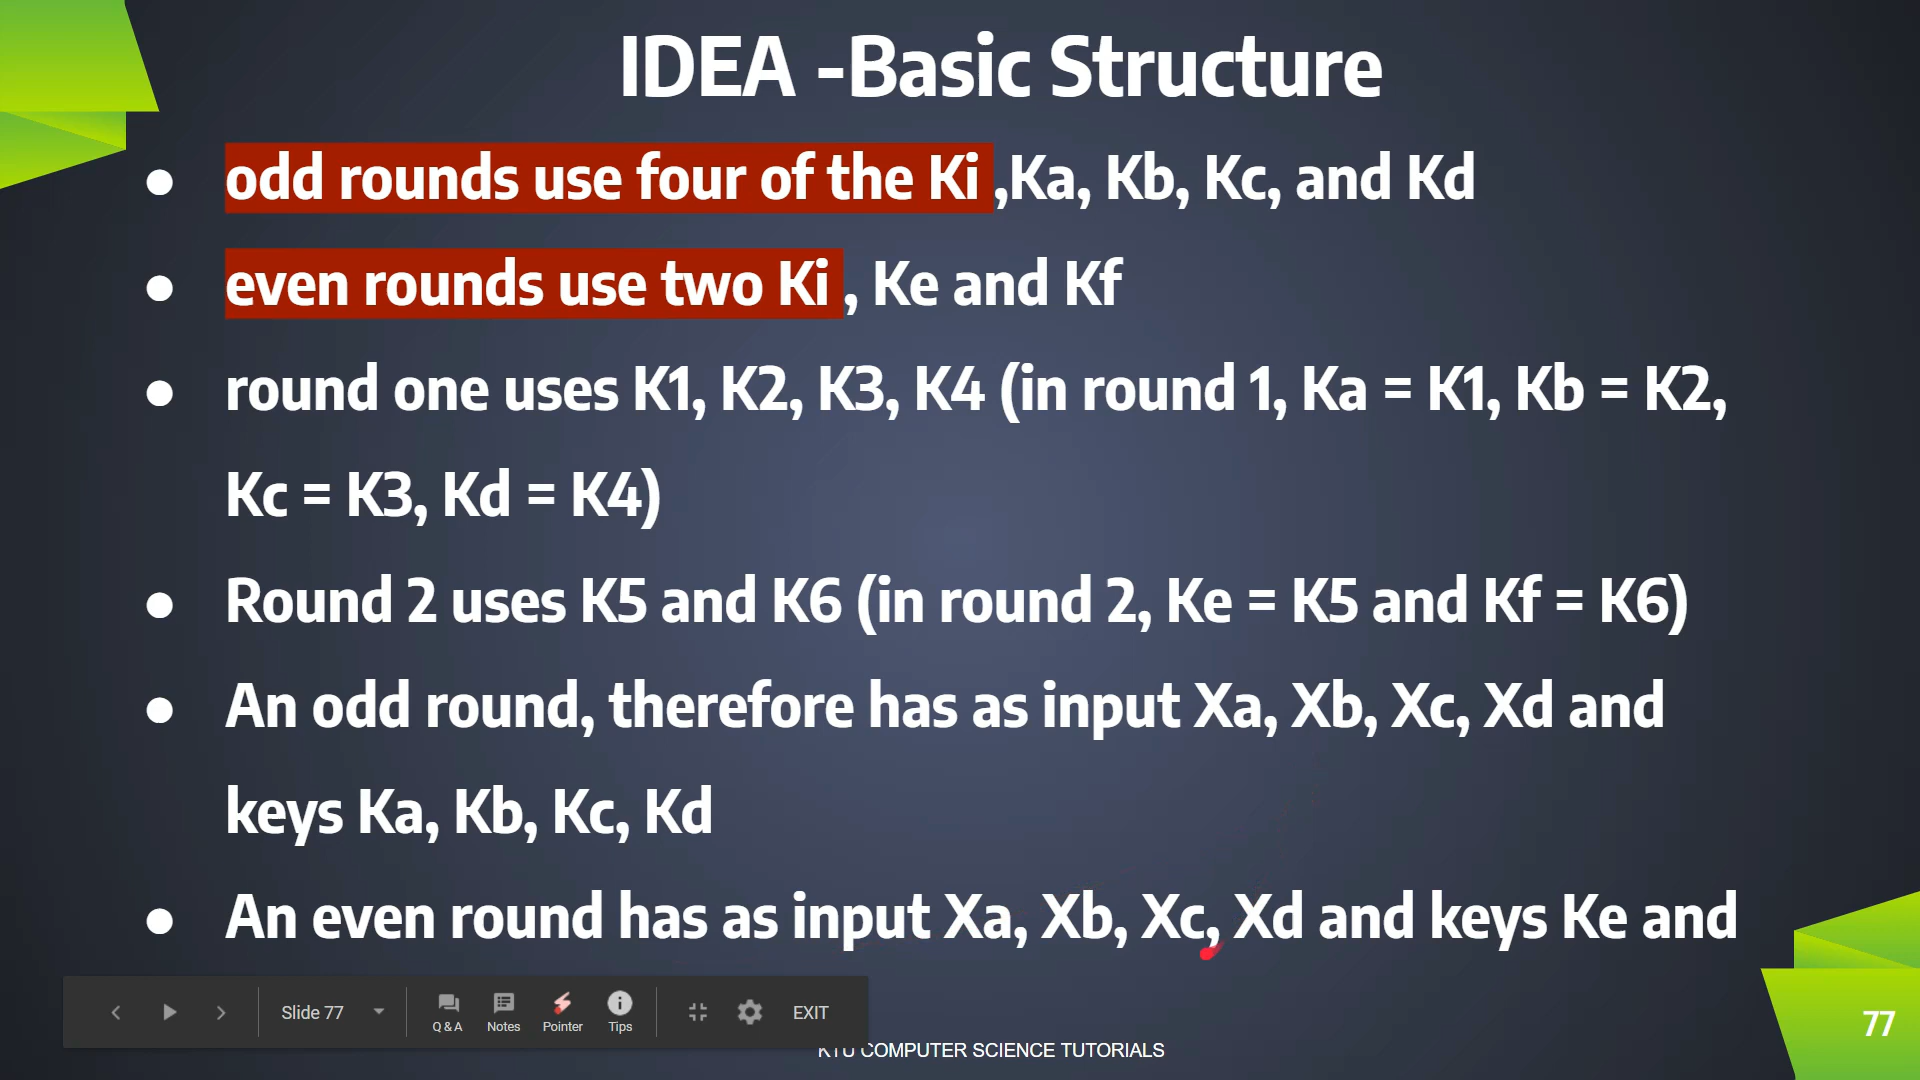 IDEA -Basic Structure
● odd rounds use four of the Ki ,Ka, Kb, Kc, and Kd
● even rounds use two Ki , Ke and Kf
● round one uses K1, K2, K3, K4 (in round 1, Ka = K1, Kb = K2,
Kc = K3, Kd = K4)
● Round 2 uses K5 and K6 (in round 2, Ke = K5 and Kf = K6)
● An odd round, therefore has as input Xa, Xb, Xc, Xd and
keys Ka, Kb, Kc, Kd
● An even round has as input Xa, Xb, Xc, Xd and keys Ke and
Slide 77
Q & A Notes Pointer Tips
EXIT
77
KTU COMPUTER SCIENCE TUTORIALS